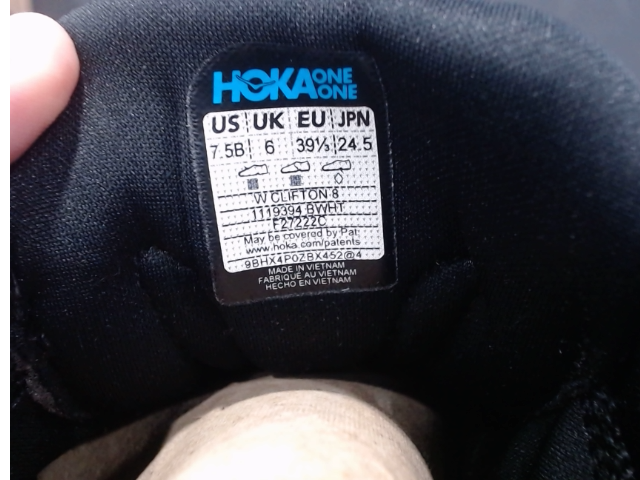 HOKA ONE ONE
US UK EU JPN
7.5B 6 39⅓ 24.5
W CLIFTON 8
1119394 BWHT
F27222C
May be covered by Pat.
www.hoka.com/patents
9BHX4P0ZBX452@4
MADE IN VIETNAM
FABRIQUÉ AU VIETNAM
HECHO EN VIETNAM